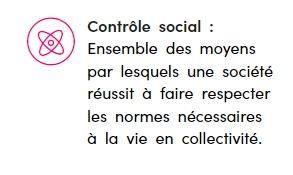 Contrôle social :
Ensemble des moyens
par lesquels une société
réussit à faire respecter
les normes nécessaires
à la vie en collectivité.